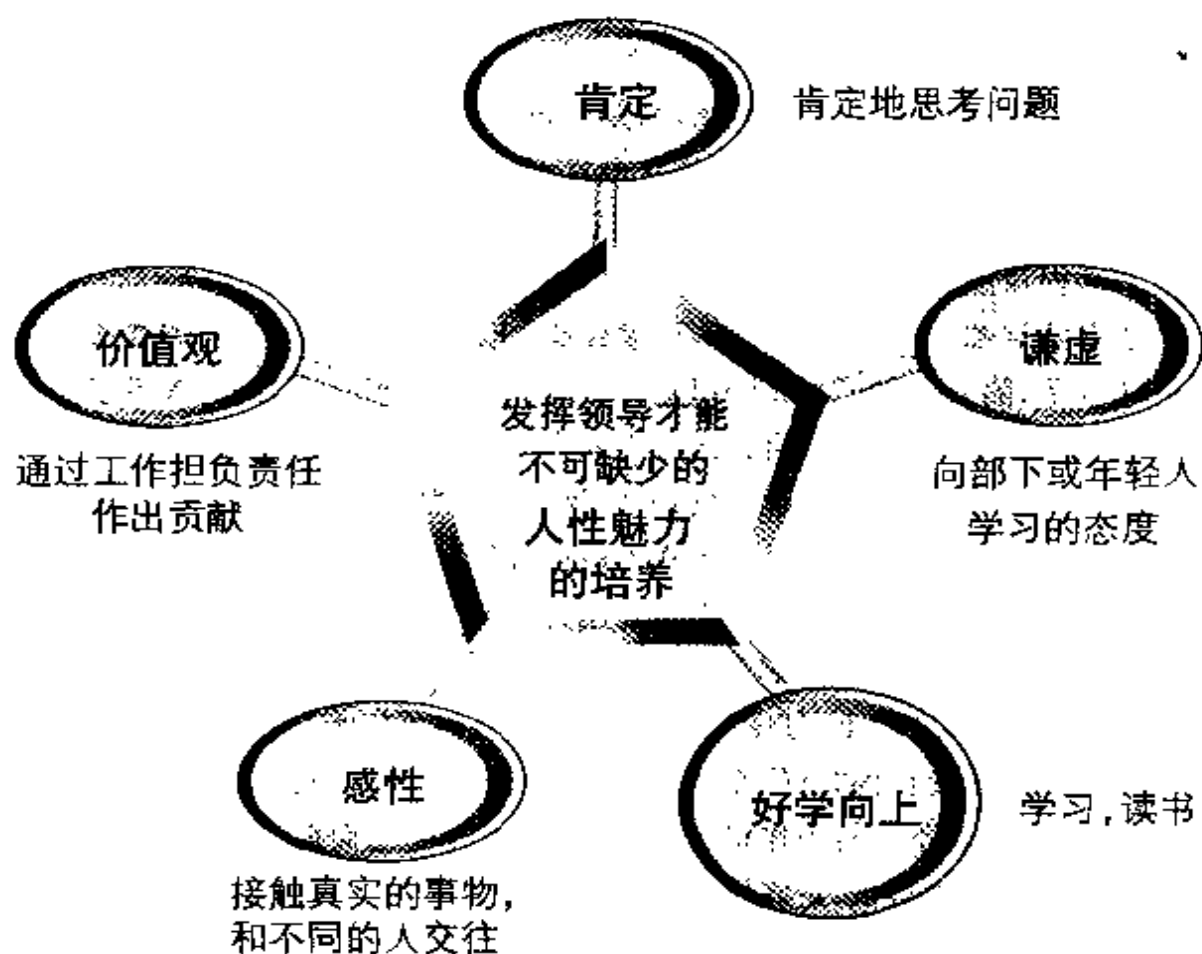 肯定
肯定地思考问题
价值观
通过工作担负责任
作出贡献
谦虚
向部下或年轻人
学习的态度
发挥领导才能
不可缺少的
人性魅力
的培养
感性
接触真实的事物，
和不同的人交往
好学向上
学习，读书